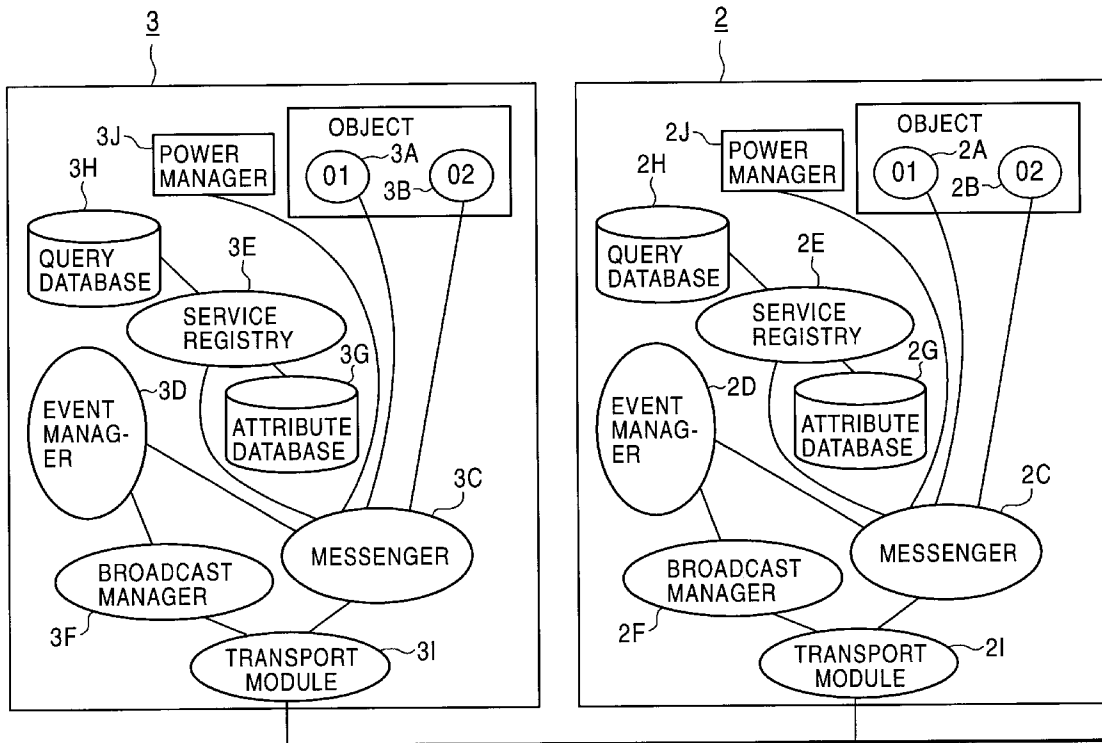 3
3J
POWER
MANAGER
OBJECT
01
3A
3B
02
3H
QUERY
DATABASE
3E
SERVICE
REGISTRY
3G
ATTRIBUTE
DATABASE
3D
EVENT
MANAG-
ER
3C
MESSENGER
BROADCAST
MANAGER
3F
TRANSPORT
MODULE
3I
2
2J
POWER
MANAGER
OBJECT
01
2A
2B
02
2H
QUERY
DATABASE
2E
SERVICE
REGISTRY
2G
ATTRIBUTE
DATABASE
2D
EVENT
MANAG-
ER
2C
MESSENGER
BROADCAST
MANAGER
2F
TRANSPORT
MODULE
2I